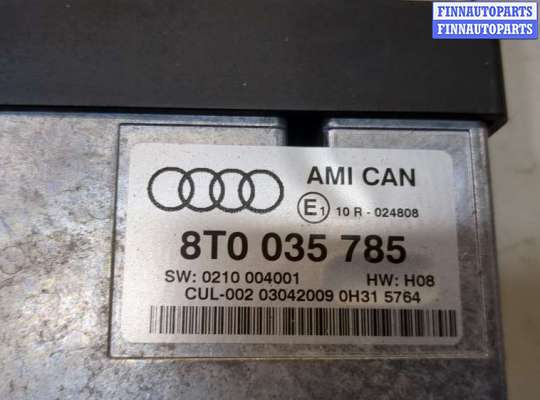 FINNAUTOPARTS
FINNAUTOPARTS
AMI CAN
E1 10 R - 024808
8T0 035 785
SW: 0210 004001 HW: H08
CUL-002 03042009 0H31 5764